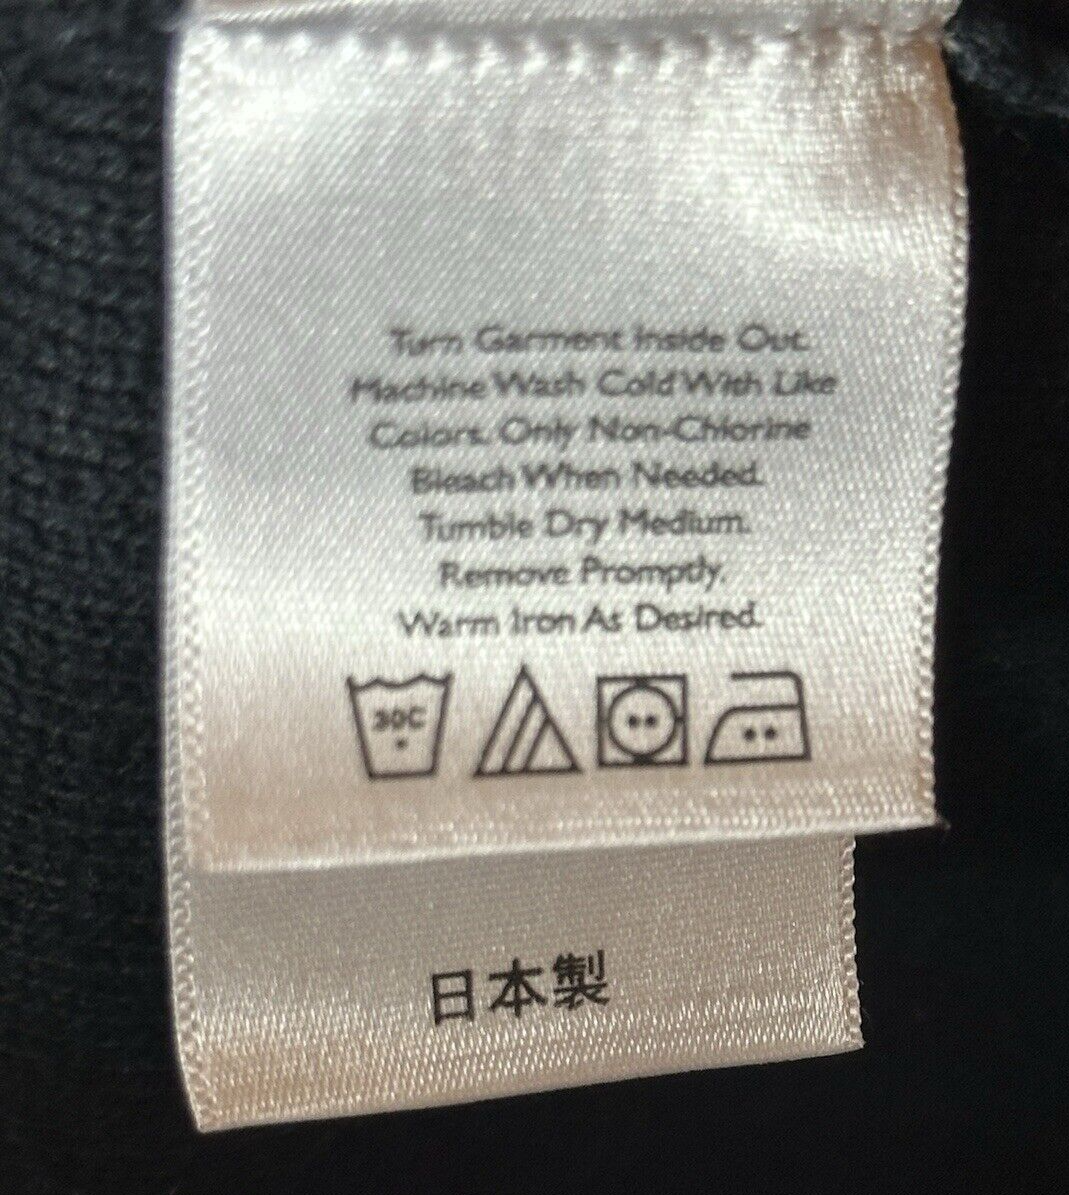 Turn Garment Inside Out.
Machine Wash Cold With Like
Colors. Only Non-Chlorine
Bleach When Needed.
Tumble Dry Medium.
Remove Promptly.
Warm Iron As Desired.
30C
日本製